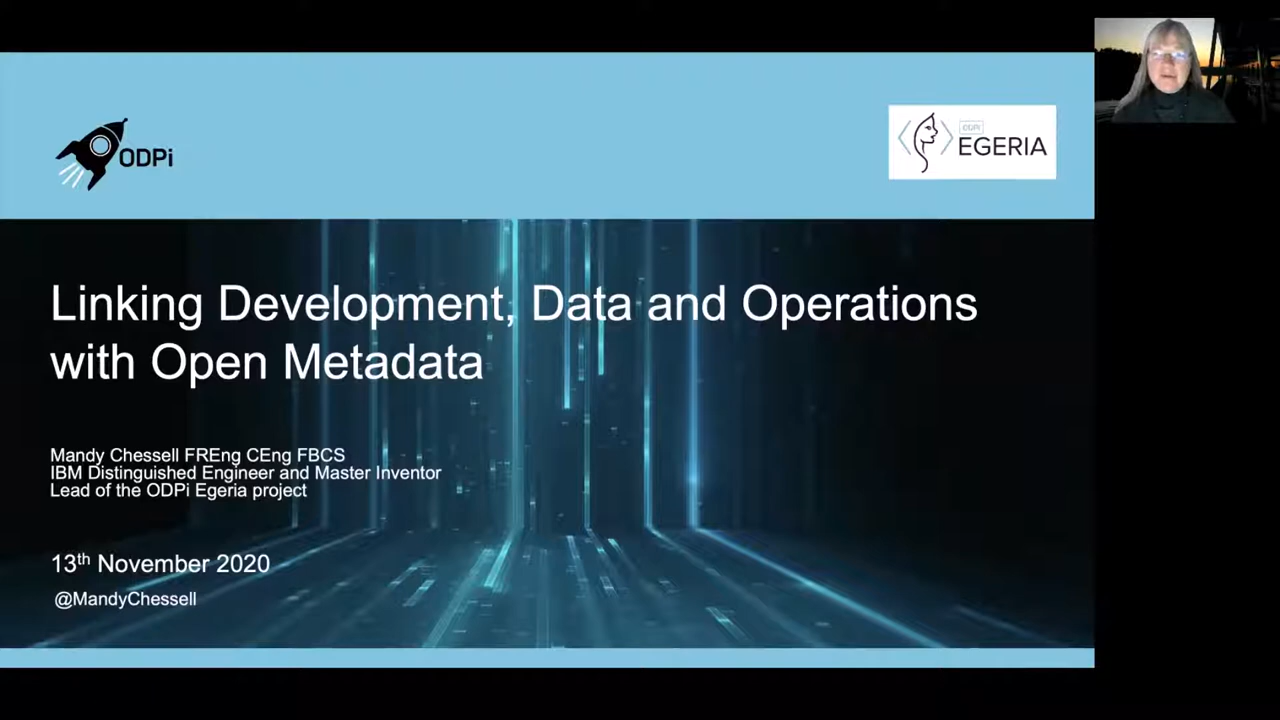 ODPi
ODPi
EGERIA
Linking Development, Data and Operations
with Open Metadata
Mandy Chessell FREng CEng FBCS
IBM Distinguished Engineer and Master Inventor
Lead of the ODPi Egeria project
13th November 2020
@MandyChessell